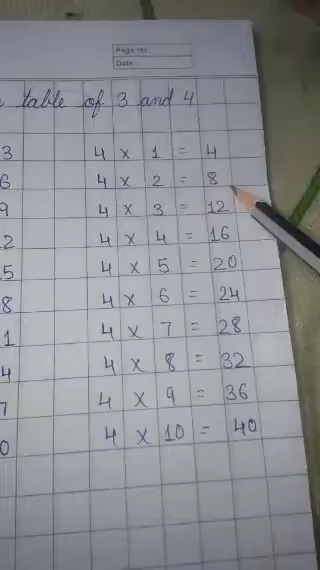 Page No.
Date
table of 3 and 4
3 4 × 1 = 4
6 4 × 2 = 8
9 4 × 3 = 12
2 4 × 4 = 16
5 4 × 5 = 20
8 4 × 6 = 24
1 4 × 7 = 28
4 4 × 8 = 32
7 4 × 9 = 36
0 4 × 10 = 40